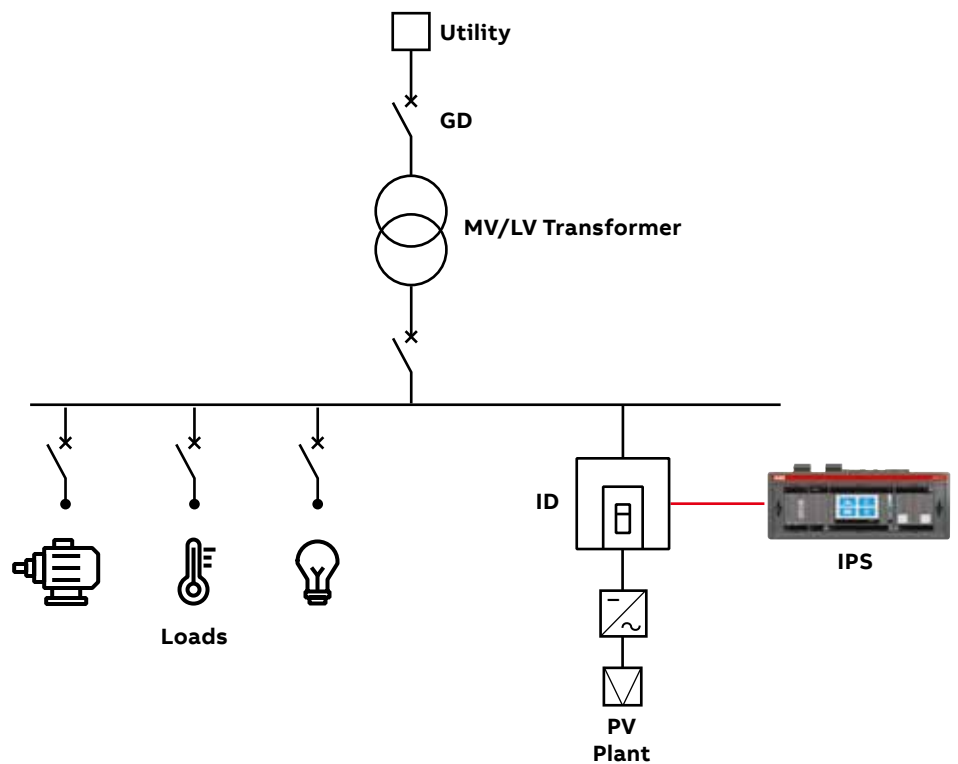 Utility
GD
MV/LV Transformer
ID
IPS
Loads
PV
Plant